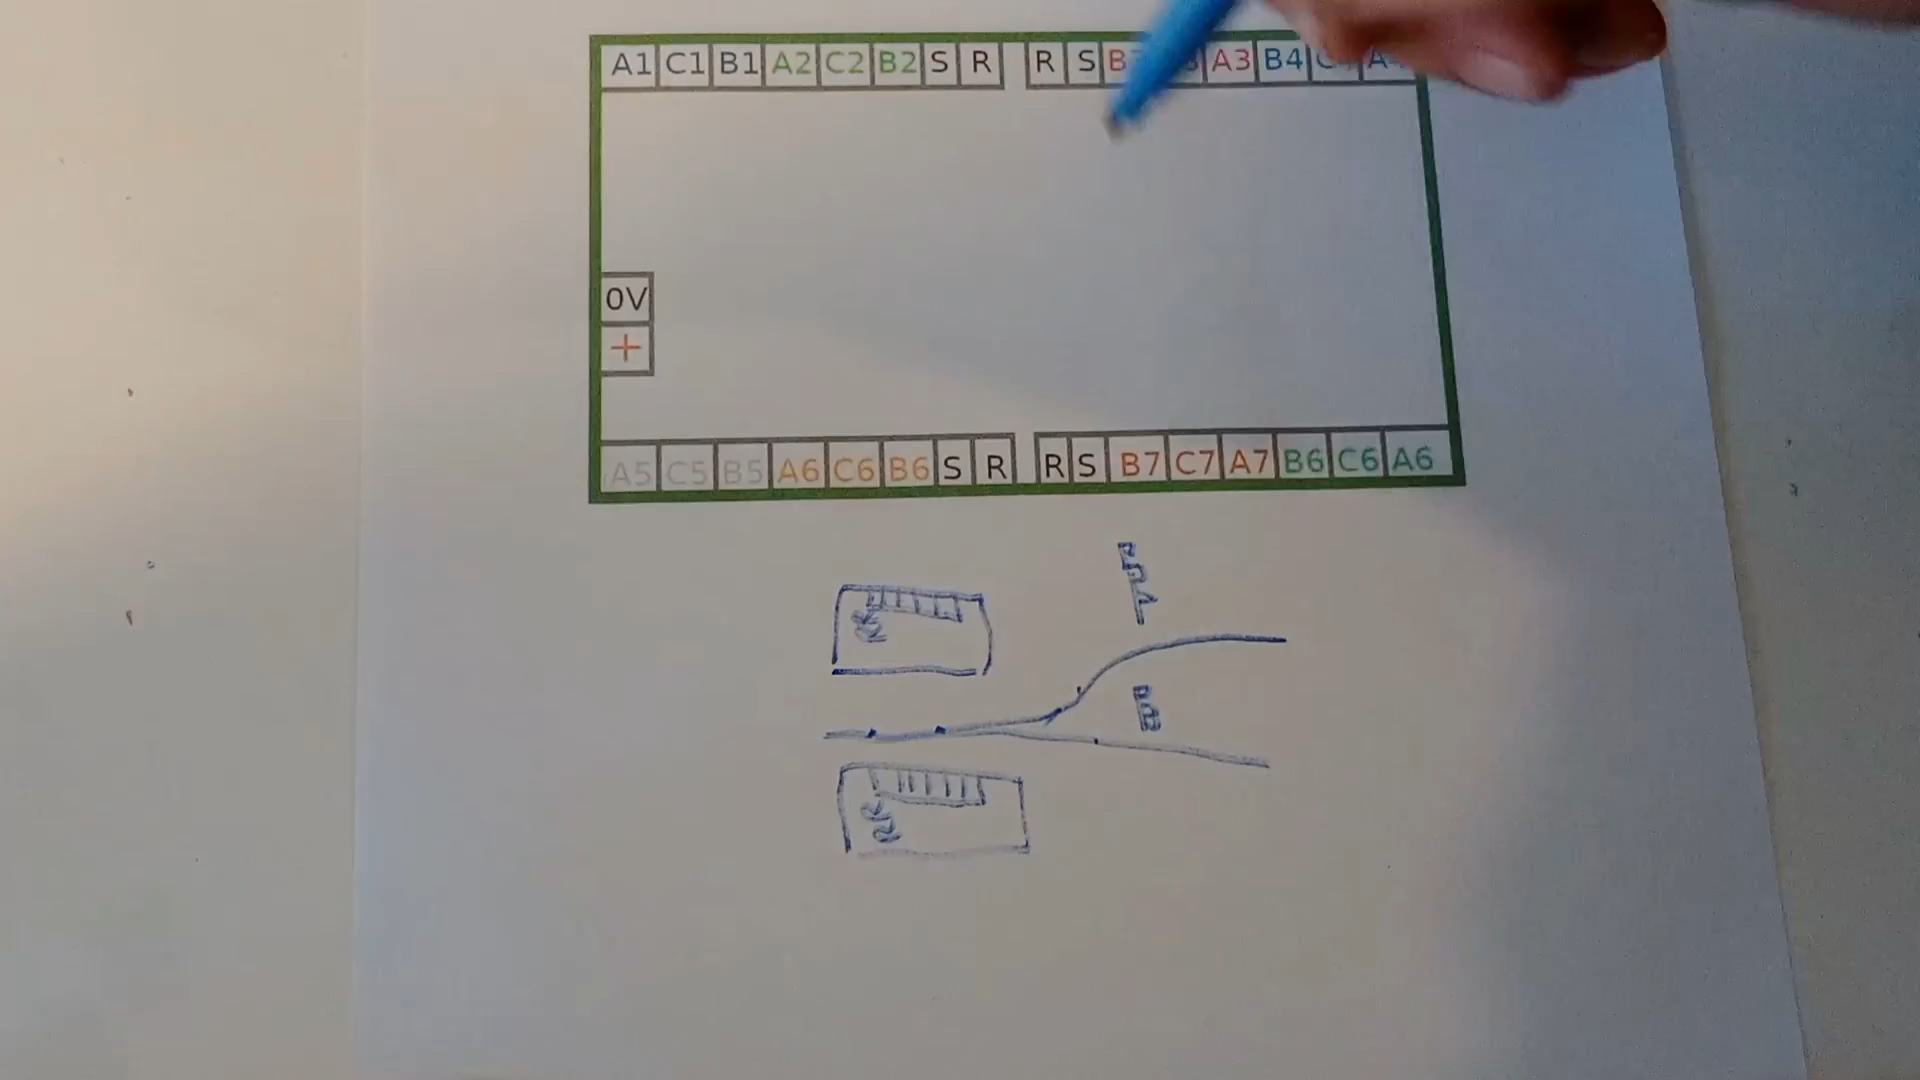 A1 C1 B1 A2 C2 B2 S R R S A3 B4
0V
+
A5 C5 B5 A6 C6 B6 S R R S B7 C7 A7 B6 C6 A6